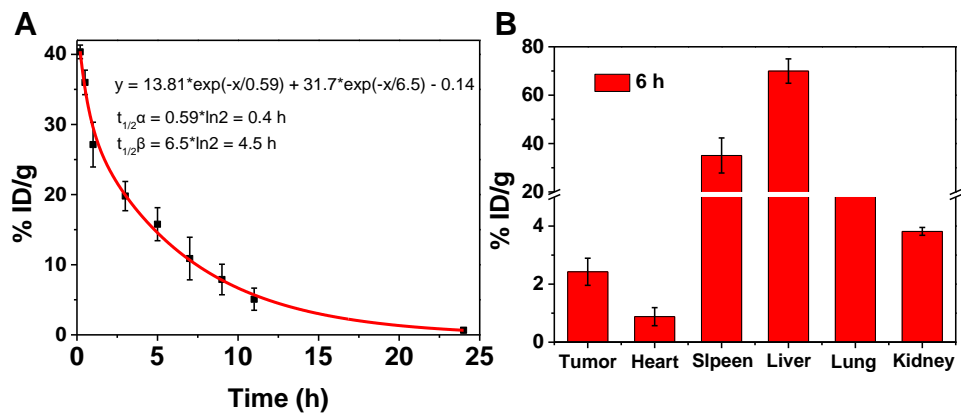 A
% ID/g
40
30
20
10
0
y = 13.81*exp(-x/0.59) + 31.7*exp(-x/6.5) - 0.14
t1/2α = 0.59*ln2 = 0.4 h
t1/2β = 6.5*ln2 = 4.5 h
0 5 10 15 20 25
Time (h)
B
% ID/g
80
60
40
20
4
2
0
6 h
Tumor Heart Slpeen Liver Lung Kidney